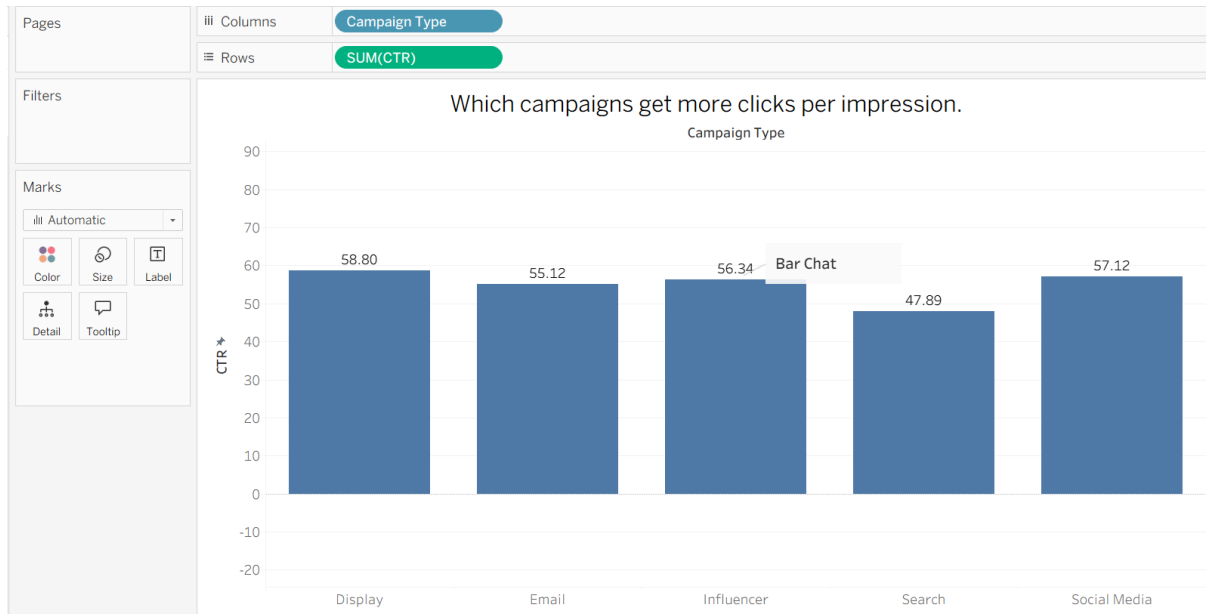 Pages
Columns
Campaign Type
Rows
SUM(CTR)
Filters
Marks
Automatic
Color
Size
Label
Detail
Tooltip
Which campaigns get more clicks per impression.
Campaign Type
90
80
70
60
50
40
30
20
10
0
-10
-20
CTR
58.80
55.12
56.34
Bar Chat
47.89
57.12
Display
Email
Influencer
Search
Social Media